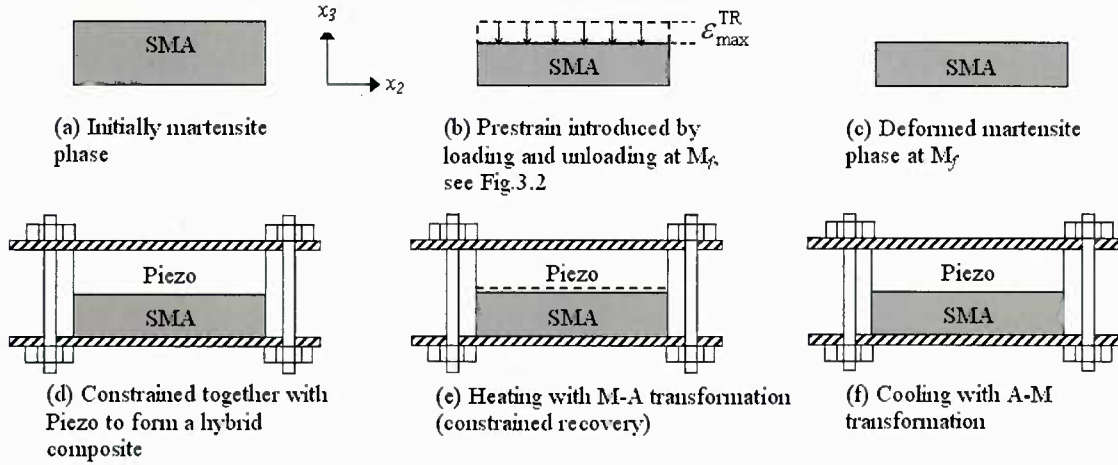 SMA
x₃
x₂
ε^TR_max
SMA
SMA
(a) Initially martensite
phase
(b) Prestrain introduced by
loading and unloading at M_f,
see Fig.3.2
(c) Deformed martensite
phase at M_f
Piezo
SMA
Piezo
SMA
Piezo
SMA
(d) Constrained together with
Piezo to form a hybrid
composite
(e) Heating with M-A transformation
(constrained recovery)
(f) Cooling with A-M
transformation